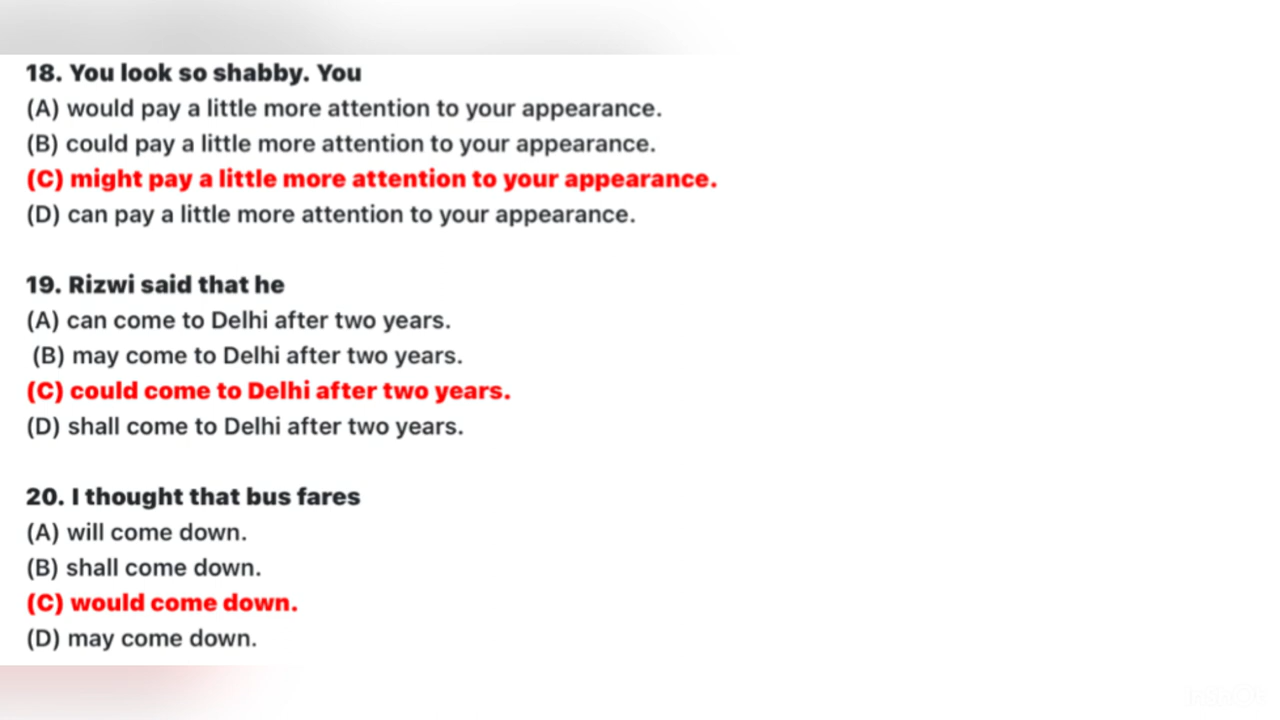 18. You look so shabby. You
(A) would pay a little more attention to your appearance.
(B) could pay a little more attention to your appearance.
(C) might pay a little more attention to your appearance.
(D) can pay a little more attention to your appearance.
19. Rizwi said that he
(A) can come to Delhi after two years.
(B) may come to Delhi after two years.
(C) could come to Delhi after two years.
(D) shall come to Delhi after two years.
20. I thought that bus fares
(A) will come down.
(B) shall come down.
(C) would come down.
(D) may come down.